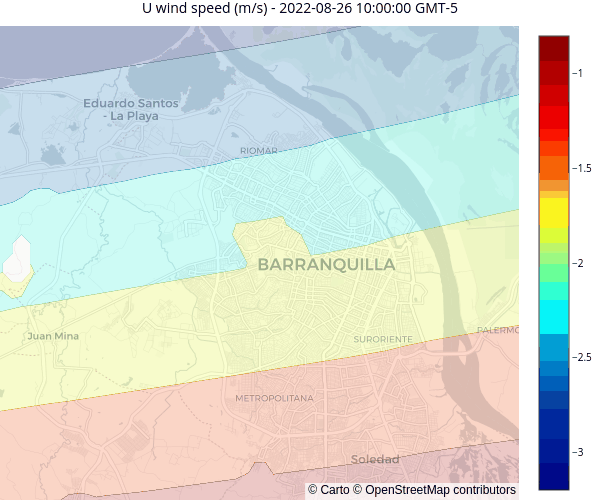 U wind speed (m/s) - 2022-08-26 10:00:00 GMT-5
Eduardo Santos
- La Playa
RIOMAR
BARRANQUILLA
Juan Mina
SURORIENTE
PALERMO
METROPOLITANA
Soledad
© Carto © OpenStreetMap contributors
−1
−1.5
−2
−2.5
−3